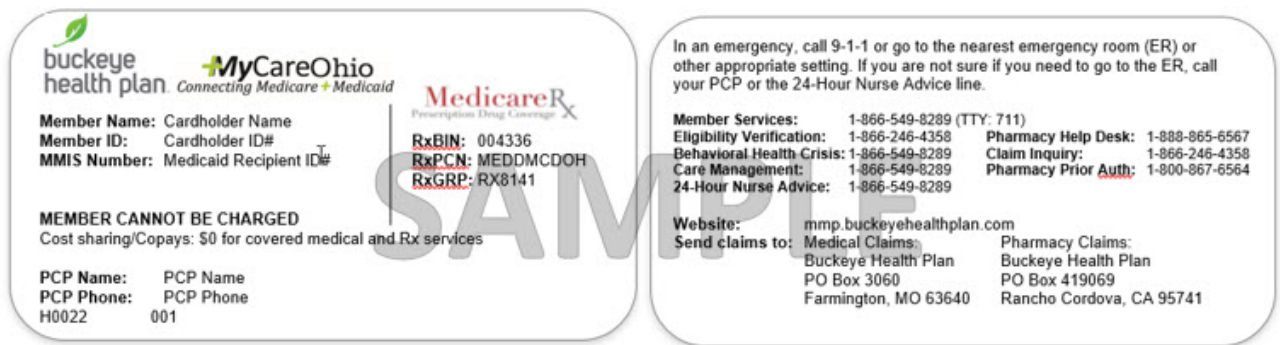 buckeye
health plan
MyCareOhio
Connecting Medicare + Medicaid
MedicareRx
Prescription Drug Coverage
Member Name: Cardholder Name
Member ID: Cardholder ID#
MMIS Number: Medicaid Recipient ID#
RxBIN: 004336
RxPCN: MEDDMCDOH
RxGRP: RX8141
MEMBER CANNOT BE CHARGED
Cost sharing/Copays: $0 for covered medical and Rx services
PCP Name: PCP Name
PCP Phone: PCP Phone
H0022 001
SAMPLE
In an emergency, call 9-1-1 or go to the nearest emergency room (ER) or
other appropriate setting. If you are not sure if you need to go to the ER, call
your PCP or the 24-Hour Nurse Advice line.
Member Services: 1-866-549-8289 (TTY: 711)
Eligibility Verification: 1-866-246-4358 Pharmacy Help Desk: 1-888-865-6567
Behavioral Health Crisis: 1-866-549-8289 Claim Inquiry: 1-866-246-4358
Care Management: 1-866-549-8289 Pharmacy Prior Auth: 1-800-867-6564
24-Hour Nurse Advice: 1-866-549-8289
Website: mmp.buckeyehealthplan.com
Send claims to: Medical Claims: Pharmacy Claims:
Buckeye Health Plan Buckeye Health Plan
PO Box 3060 PO Box 419069
Farmington, MO 63640 Rancho Cordova, CA 95741